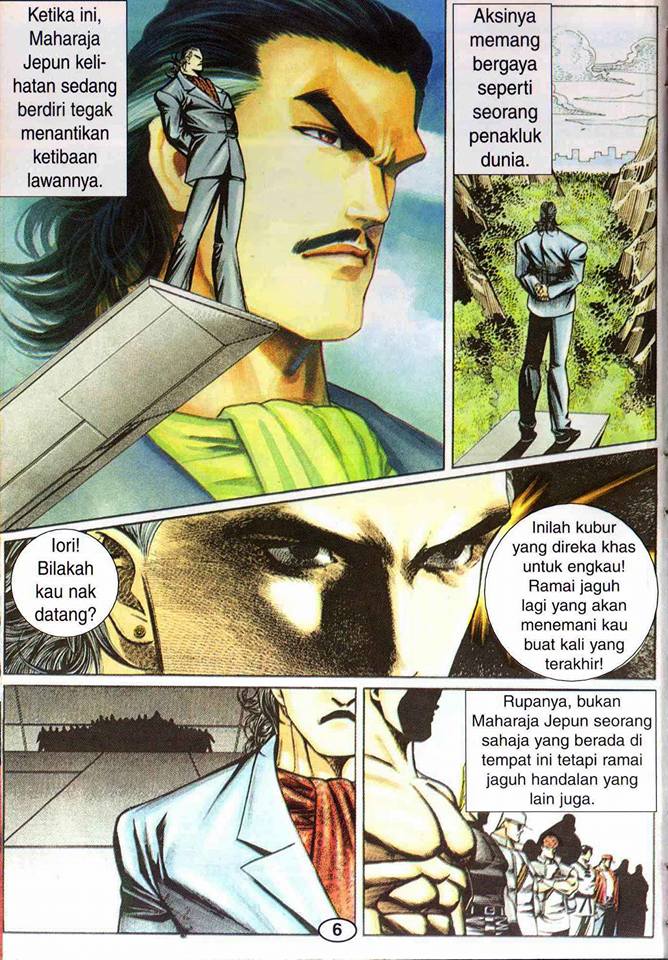 Ketika ini,
Maharaja
Jepun keli-
hatan sedang
berdiri tegak
menantikan
ketibaan
lawannya.
Aksinya
memang
bergaya
seperti
seorang
penakluk
dunia.
Iori!
Bilakah
kau nak
datang?
Inilah kubur
yang direka khas
untuk engkau!
Ramai jaguh
lagi yang akan
menemani kau
buat kali yang
terakhir!
Rupanya, bukan
Maharaja Jepun seorang
sahaja yang berada di
tempat ini tetapi ramai
jaguh handalan yang
lain juga.
6